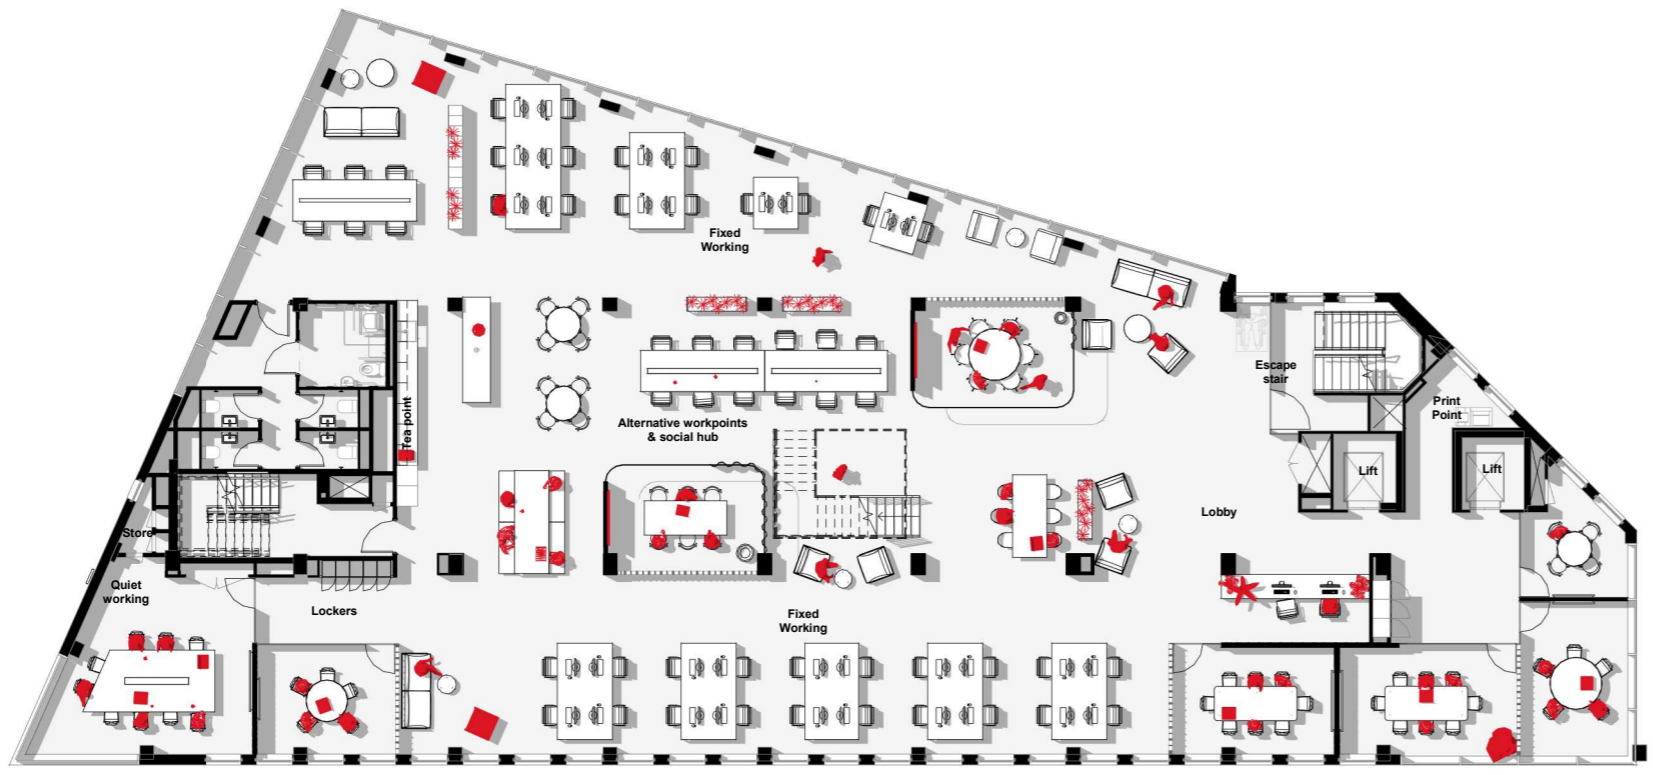 Fixed
Working
Escape
stair
Print
Point
Tea point
Alternative workpoints
& social hub
Lift
Lift
Lobby
Store
Quiet
working
Lockers
Fixed
Working